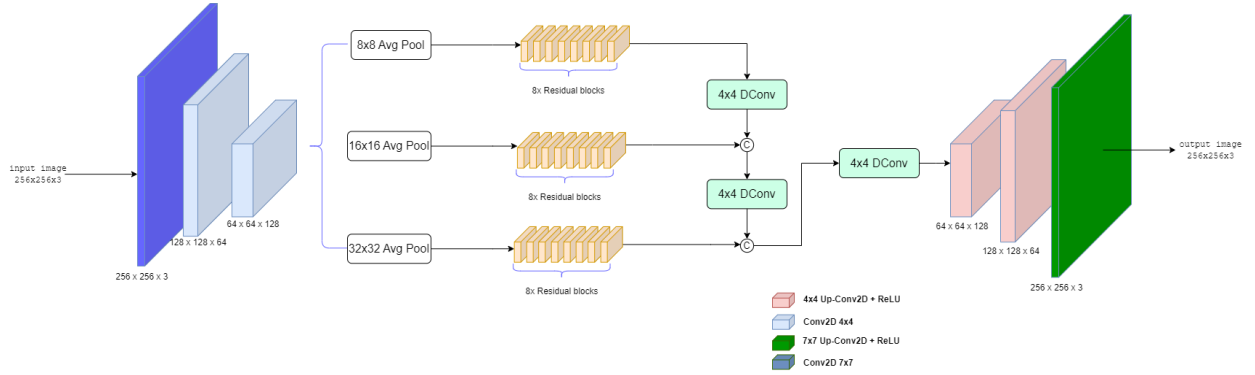 input image
256x256x3
256 x 256 x 3
128 x 128 x 64
64 x 64 x 128
8x8 Avg Pool
8x Residual blocks
4x4 DConv
16x16 Avg Pool
8x Residual blocks
C
4x4 DConv
32x32 Avg Pool
8x Residual blocks
C
4x4 DConv
64 x 64 x 128
128 x 128 x 64
256 x 256 x 3
output image
256x256x3
4x4 Up-Conv2D + ReLU
Conv2D 4x4
7x7 Up-Conv2D + ReLU
Conv2D 7x7